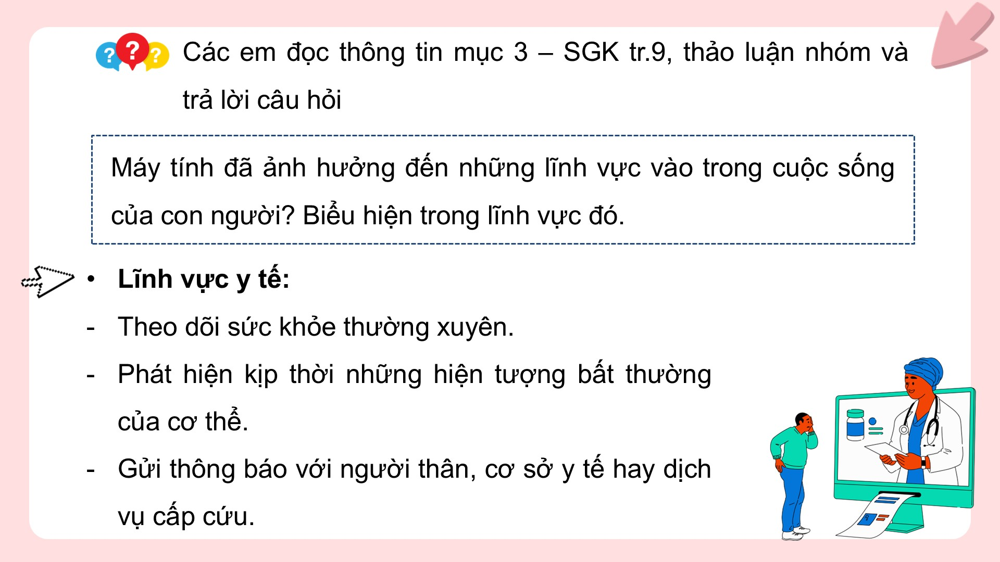 ? ? ?
Các em đọc thông tin mục 3 – SGK tr.9, thảo luận nhóm và
trả lời câu hỏi
Máy tính đã ảnh hưởng đến những lĩnh vực vào trong cuộc sống
của con người? Biểu hiện trong lĩnh vực đó.
• Lĩnh vực y tế:
- Theo dõi sức khỏe thường xuyên.
- Phát hiện kịp thời những hiện tượng bất thường
của cơ thể.
- Gửi thông báo với người thân, cơ sở y tế hay dịch
vụ cấp cứu.